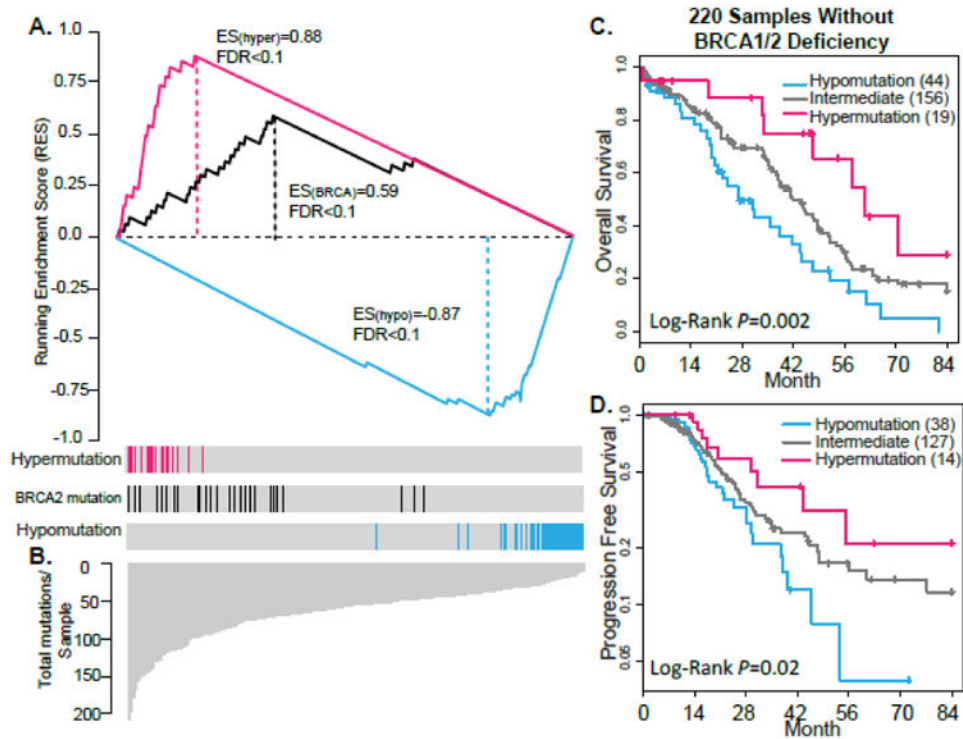 A.
1.0
0.75
0.5
0.25
0.0
-0.25
-0.5
-0.75
-1.0
Running Enrichment Score (RES)
ES(hyper)=0.88
FDR<0.1
ES(BRCA)=0.59
FDR<0.1
ES(hypo)=-0.87
FDR<0.1
Hypermutation
BRCA2 mutation
Hypomutation
B.
0
50
100
150
200
Total mutations/
Sample
220 Samples Without
BRCA1/2 Deficiency
C.
Hypomutation (44)
Intermediate (156)
Hypermutation (19)
1.0
0.8
0.6
0.4
0.2
0.0
Overall Survival
Log-Rank P=0.002
0 14 28 42 56 70 84
Month
D.
Hypomutation (38)
Intermediate (127)
Hypermutation (14)
1.0
0.5
0.2
0.1
0.05
Progression Free Survival
Log-Rank P=0.02
0 14 28 42 56 70 84
Month